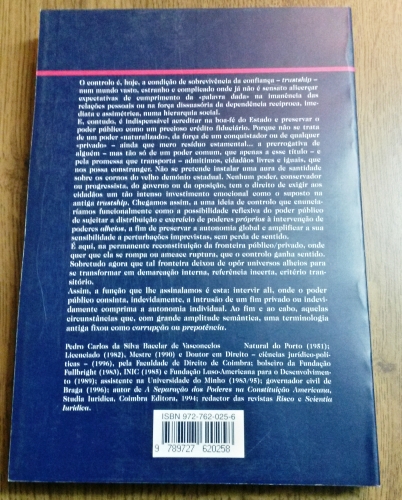 O controlo é, hoje, a condição de sobrevivência da confiança – trustship –
num mundo vasto, estranho e complicado onde já não é sensato alicerçar
expectativas de cumprimento da «palavra dada» na imanência das
relações pessoais ou na força dissuasória da dependência recíproca, ime-
diata e assimétrica, numa hierarquia social.
É, contudo, indispensável acreditar na boa-fé do Estado e preservar o
poder público como um precioso crédito fiduciário. Porque não se trata
de um poder «naturalizado», da força de um conquistador ou de qualquer
«privado» – ainda que mero resíduo estamental... a prerrogativa de
alguém – mas tão só de um poder comum, que apenas a esse título – e
pela promessa que transporta – admitimos, cidadãos livres e iguais, que
nos possa constranger. Não se pretende instalar uma aura de santidade
sobre os cornos do velho demónio estadual. Nenhum poder, conservador
ou progressista, do governo ou da oposição, tem o direito de exigir aos
cidadãos um tão intenso investimento emocional como o suposto na
antiga trustship. Chegamos assim, a uma ideia de controlo que enuncia-
ríamos funcionalmente como a possibilidade reflexiva do poder público
de sujeitar a distribuição e exercício de poderes próprios à intervenção de
poderes alheios, a fim de preservar a autonomia global e amplificar a sua
sensibilidade a perturbações imprevistas, sem perda de sentido.
É aqui, na permanente reconstituição da fronteira público/privado, onde
quer que ela se rompa ou ameace ruptura, que o controlo ganha sentido.
Sobretudo agora que tal fronteira deixou de opôr universos alheios para
se transformar em demarcação interna, referência incerta, critério tran-
sitório.
Assim, a função que lhe assinalamos é esta: intervir ali, onde o poder
público consinta, indevidamente, a intrusão de um fim privado ou indevi-
damente comprima a autonomia individual. Ao fim e ao cabo, aquelas
circunstâncias que, com grande amplitude semântica, uma terminologia
antiga fixou como corrupção ou prepotência.
Pedro Carlos da Silva Bacelar de Vasconcelos Natural do Porto (1951);
Licenciado (1982), Mestre (1990) e Doutor em Direito – ciências jurídico-polí-
ticas – (1996), pela Faculdade de Direito de Coimbra; bolseiro da Fundação
Fullbright (1983), INIC (1988) e Fundação Luso-Americana para o Desenvolvimen-
to (1989); assistente na Universidade do Minho (1983/95); governador civil de
Braga (1996); autor de A Separação dos Poderes na Constituição Americana,
Studia Iuridica, Coimbra Editora, 1994; redactor das revistas Risco e Scientia
Iuridica.
ISBN 972-762-025-6
9 789727 620258